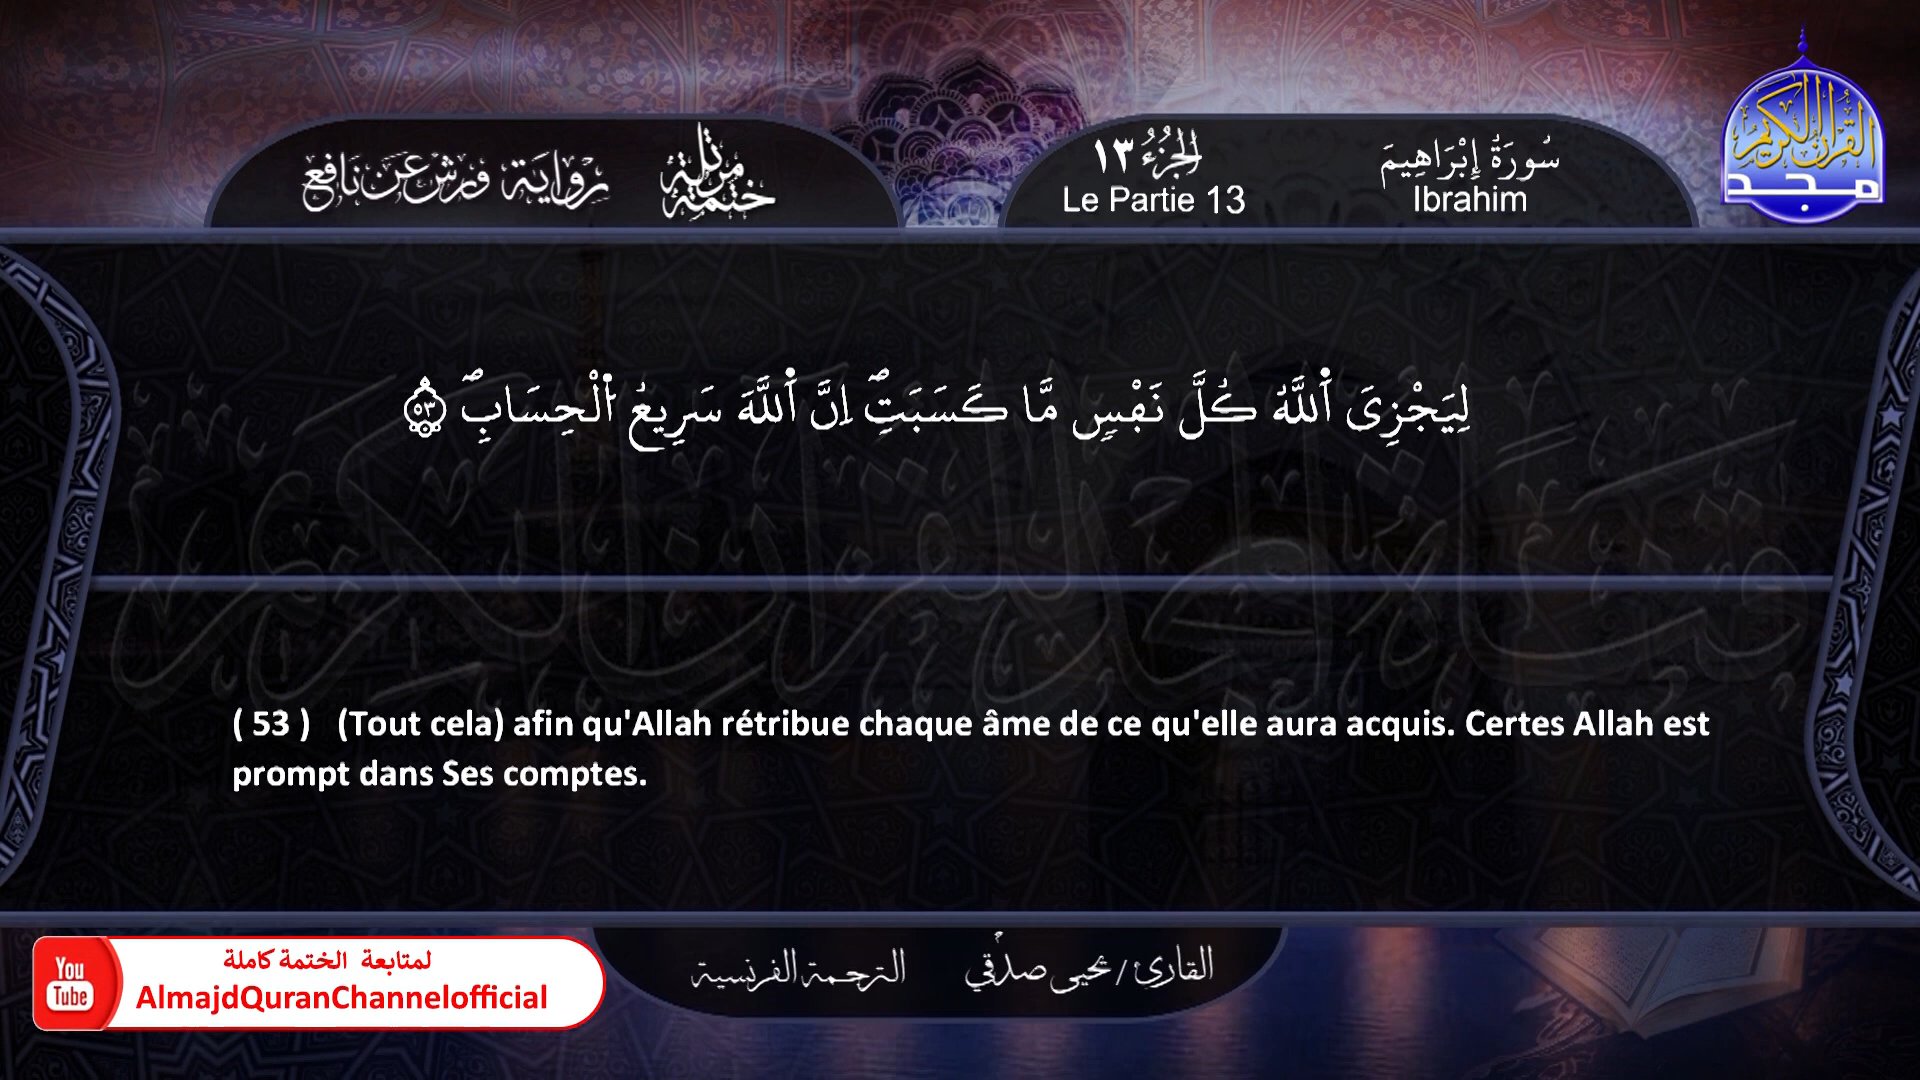 ختمة مرتلة رواية ورش عن نافع
سُورَةُ إِبْرَاهِيمَ الجُزْءُ ١٣
Ibrahim Le Partie 13
القرآن الكريم
مجد
لِيَجْزِىَ اَ۬للَّهُ كُلَّ نَفْسٖ مَّا كَسَبَتِۖ اِنَّ اَ۬للَّهَ سَرِيعُ اُ۬لْحِسَابِۖ ٥٣
( 53 ) (Tout cela) afin qu'Allah rétribue chaque âme de ce qu'elle aura acquis. Certes Allah est
prompt dans Ses comptes.
القارئ / يحيى صدقي الترجمة الفرنسية
You
Tube
لمتابعة الختمة كاملة
AlmajdQuranChannelofficial